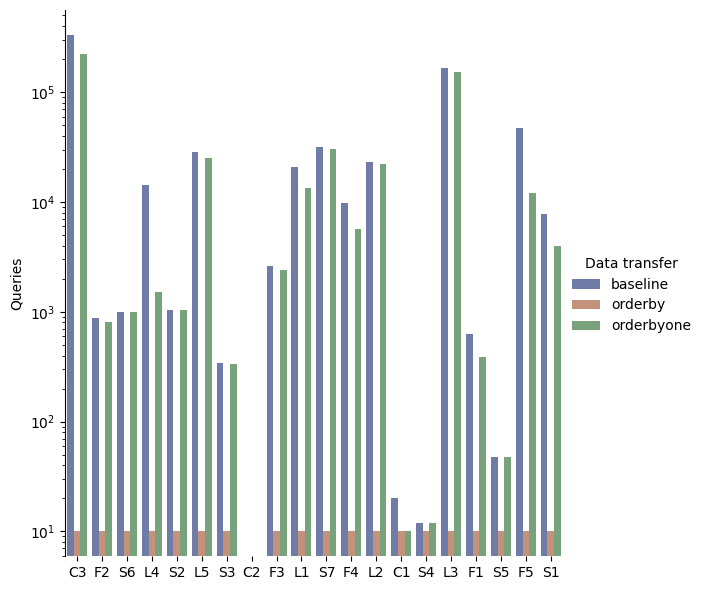 10^5
10^4
10^3
10^2
10^1
Queries
C3 F2 S6 L4 S2 L5 S3 C2 F3 L1 S7 F4 L2 C1 S4 L3 F1 S5 F5 S1
Data transfer
baseline
orderby
orderbyone